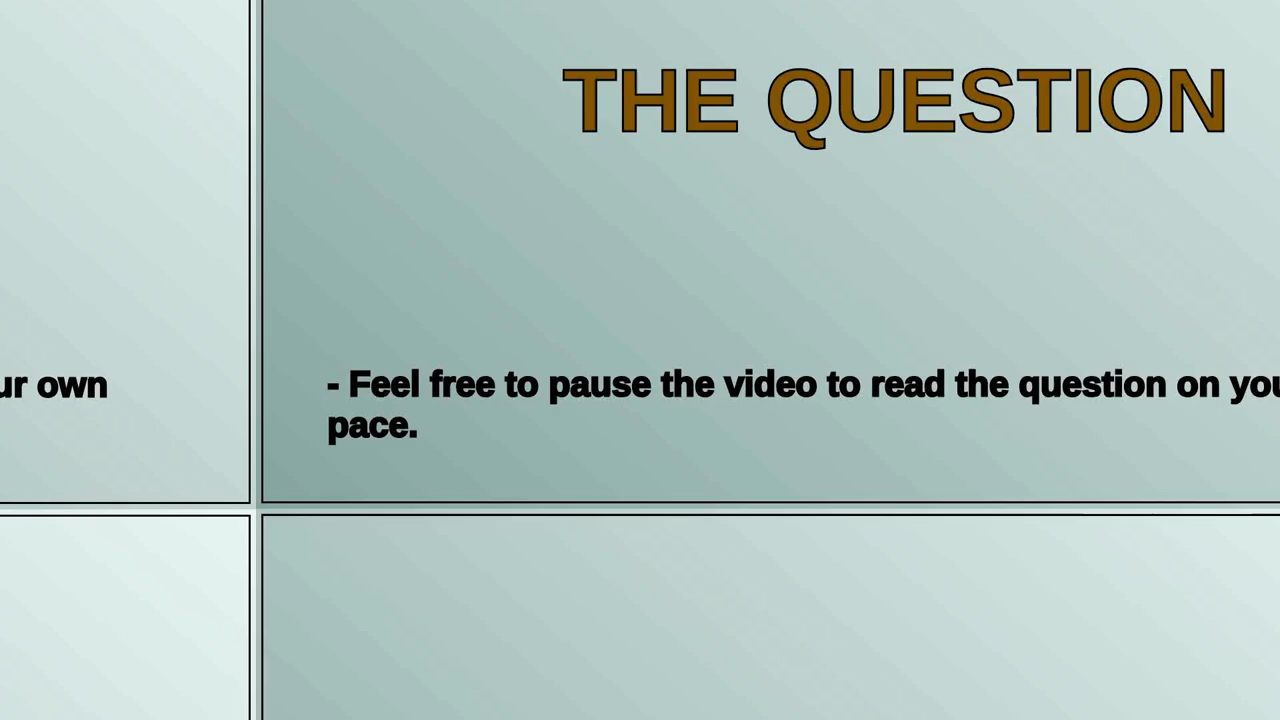 THE QUESTION
ur own
- Feel free to pause the video to read the question on you
pace.